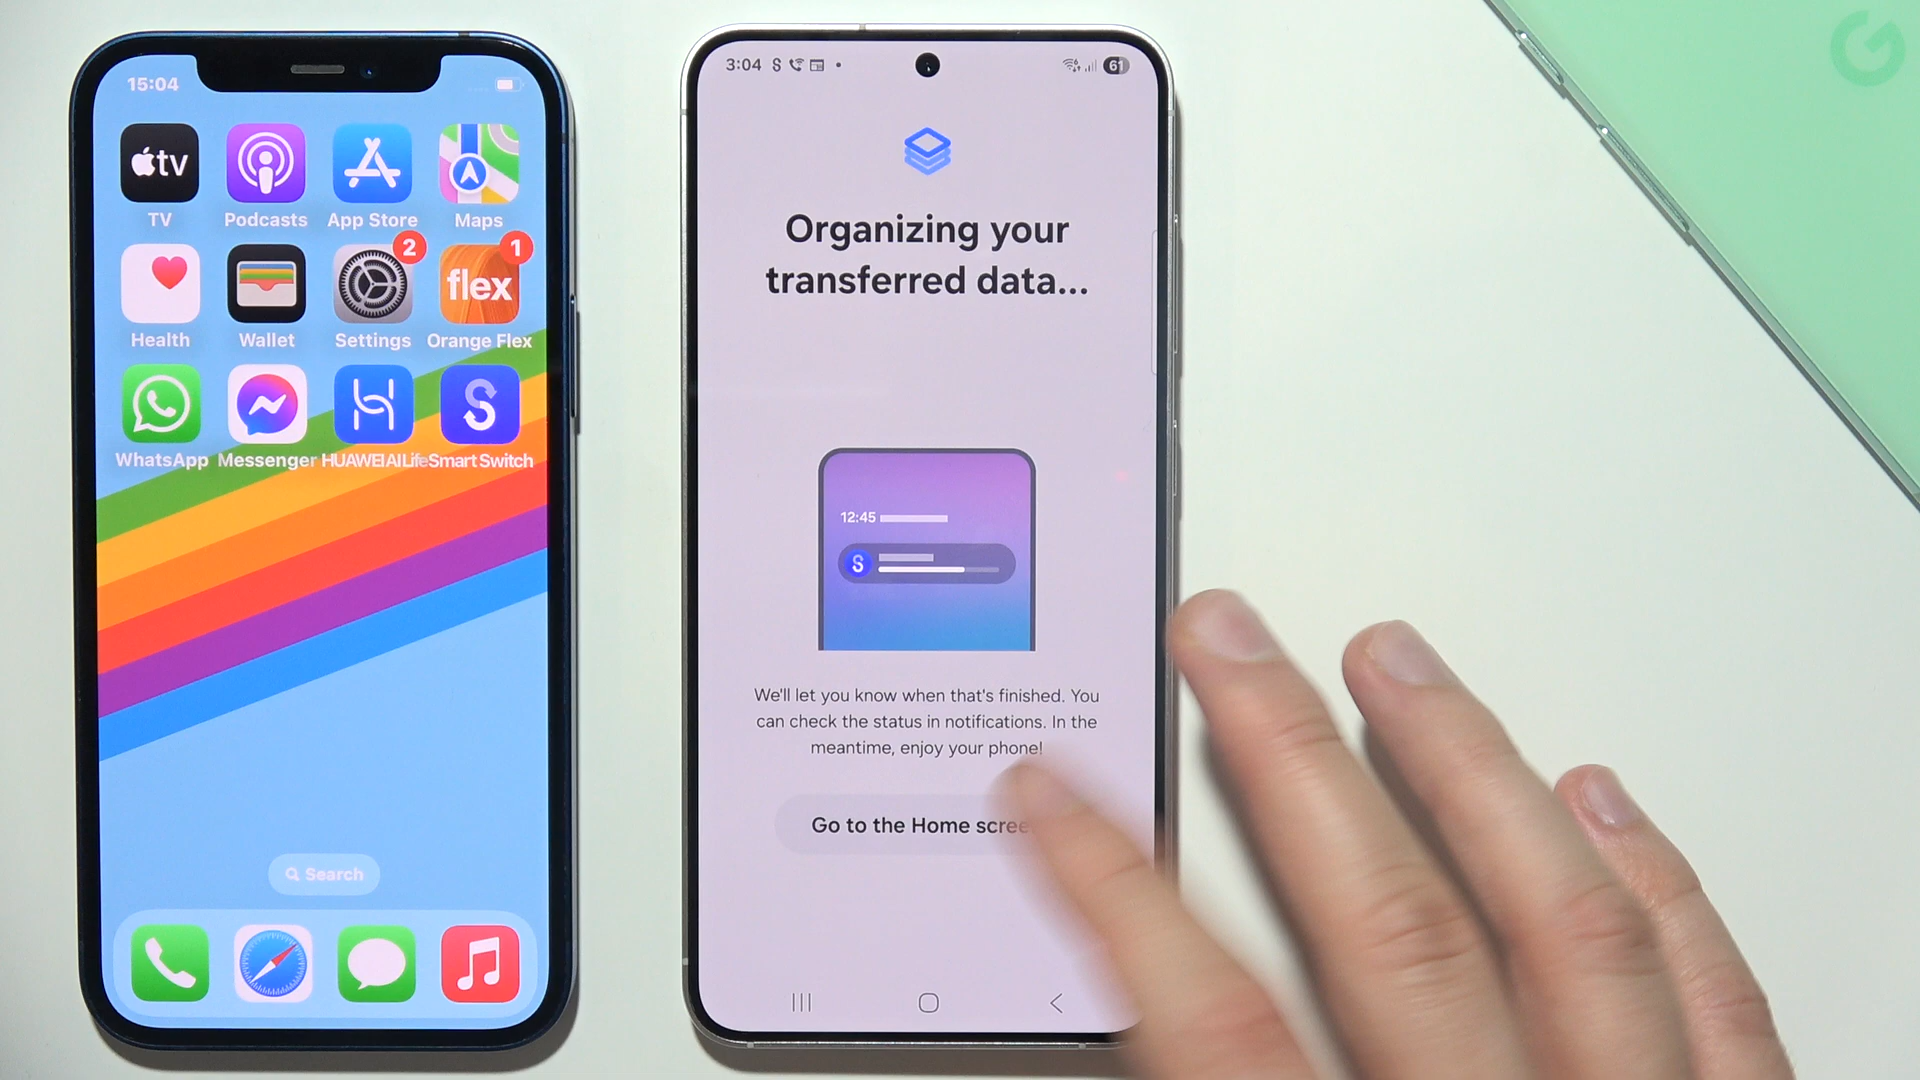 15:04
tv
TV
Podcasts
App Store
Maps
Health
Wallet
2
Settings
1
flex
Orange Flex
WhatsApp
Messenger
HUAWEI AI Life
S
Smart Switch
Search
3:04
61
Organizing your
transferred data...
12:45
S
We'll let you know when that's finished. You
can check the status in notifications. In the
meantime, enjoy your phone!
Go to the Home scree
G